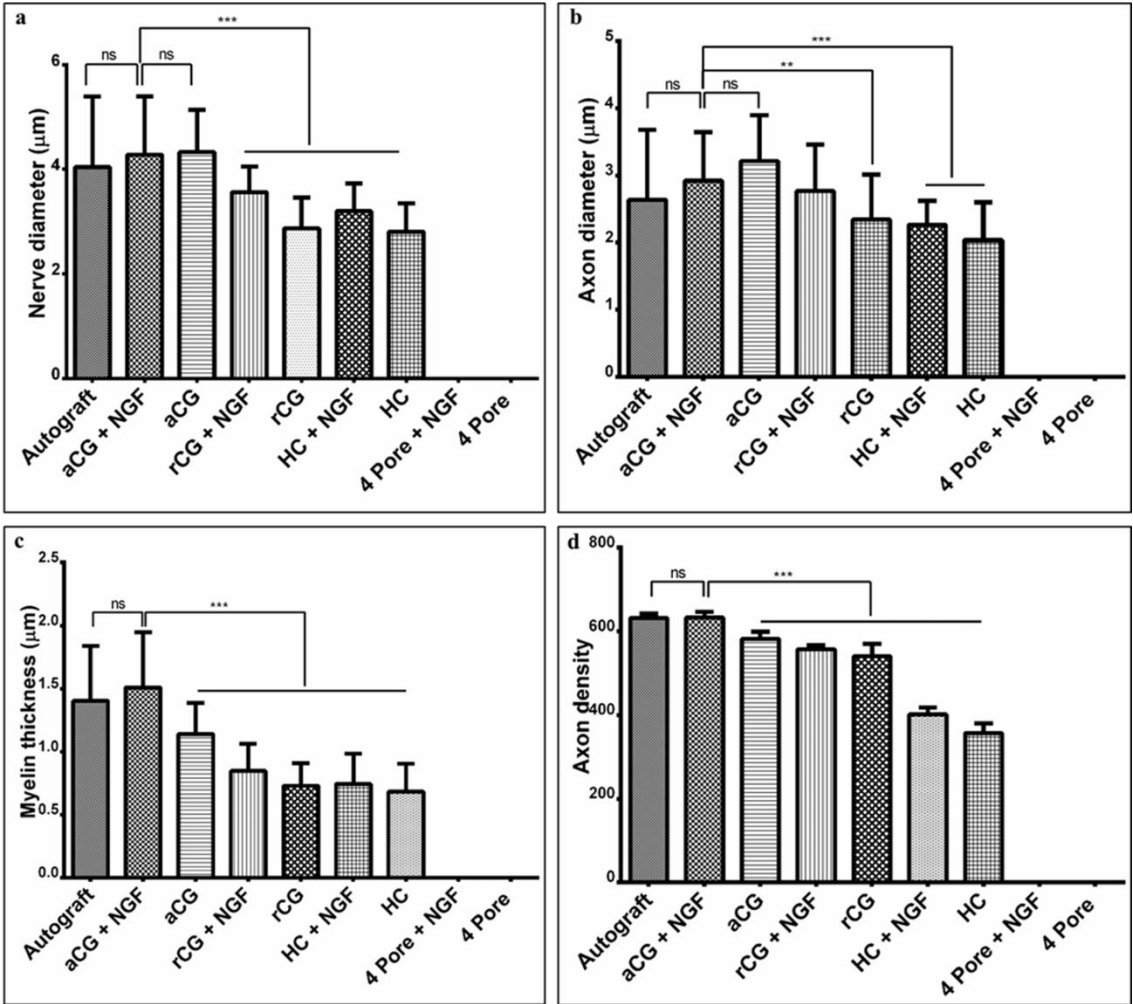 a
***
ns
ns
6
4
2
0
Nerve diameter (μm)
Autograft
aCG + NGF
aCG
rCG + NGF
rCG
HC + NGF
HC
4 Pore + NGF
4 Pore
b
***
**
ns
ns
5
4
3
2
1
0
Axon diameter (μm)
Autograft
aCG + NGF
aCG
rCG + NGF
rCG
HC + NGF
HC
4 Pore + NGF
4 Pore
c
2.5
2.0
1.5
1.0
0.5
0.0
ns
***
Myelin thickness (μm)
Autograft
aCG + NGF
aCG
rCG + NGF
rCG
HC + NGF
HC
4 Pore + NGF
4 Pore
d
800
600
400
200
0
ns
***
Axon density
Autograft
aCG + NGF
aCG
rCG + NGF
rCG
HC + NGF
HC
4 Pore + NGF
4 Pore